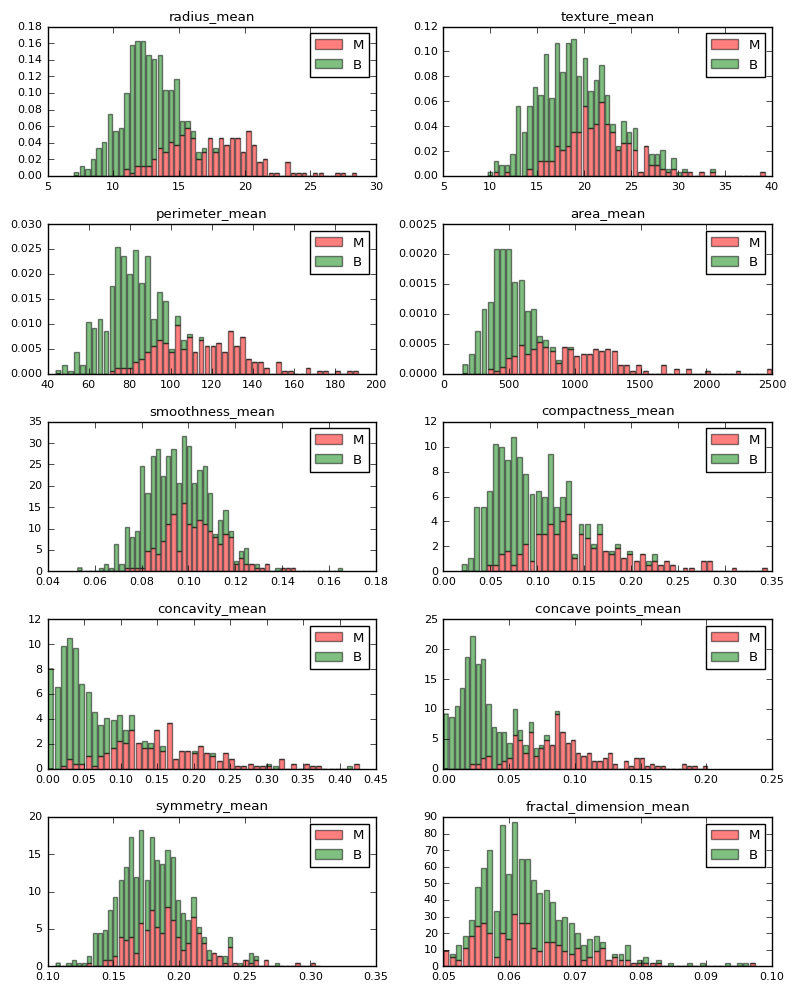 radius_mean
0.18
0.16
0.14
0.12
0.10
0.08
0.06
0.04
0.02
0.00
5 10 15 20 25 30
M
B
texture_mean
0.12
0.10
0.08
0.06
0.04
0.02
0.00
5 10 15 20 25 30 35 40
M
B
perimeter_mean
0.030
0.025
0.020
0.015
0.010
0.005
0.000
40 60 80 100 120 140 160 180 200
M
B
area_mean
0.0025
0.0020
0.0015
0.0010
0.0005
0.0000
0 500 1000 1500 2000 2500
M
B
smoothness_mean
35
30
25
20
15
10
5
0
0.04 0.06 0.08 0.10 0.12 0.14 0.16 0.18
M
B
compactness_mean
12
10
8
6
4
2
0
0.00 0.05 0.10 0.15 0.20 0.25 0.30 0.35
M
B
concavity_mean
12
10
8
6
4
2
0
0.00 0.05 0.10 0.15 0.20 0.25 0.30 0.35 0.40 0.45
M
B
concave points_mean
25
20
15
10
5
0
0.00 0.05 0.10 0.15 0.20 0.25
M
B
symmetry_mean
20
15
10
5
0
0.10 0.15 0.20 0.25 0.30 0.35
M
B
fractal_dimension_mean
90
80
70
60
50
40
30
20
10
0
0.05 0.06 0.07 0.08 0.09 0.10
M
B